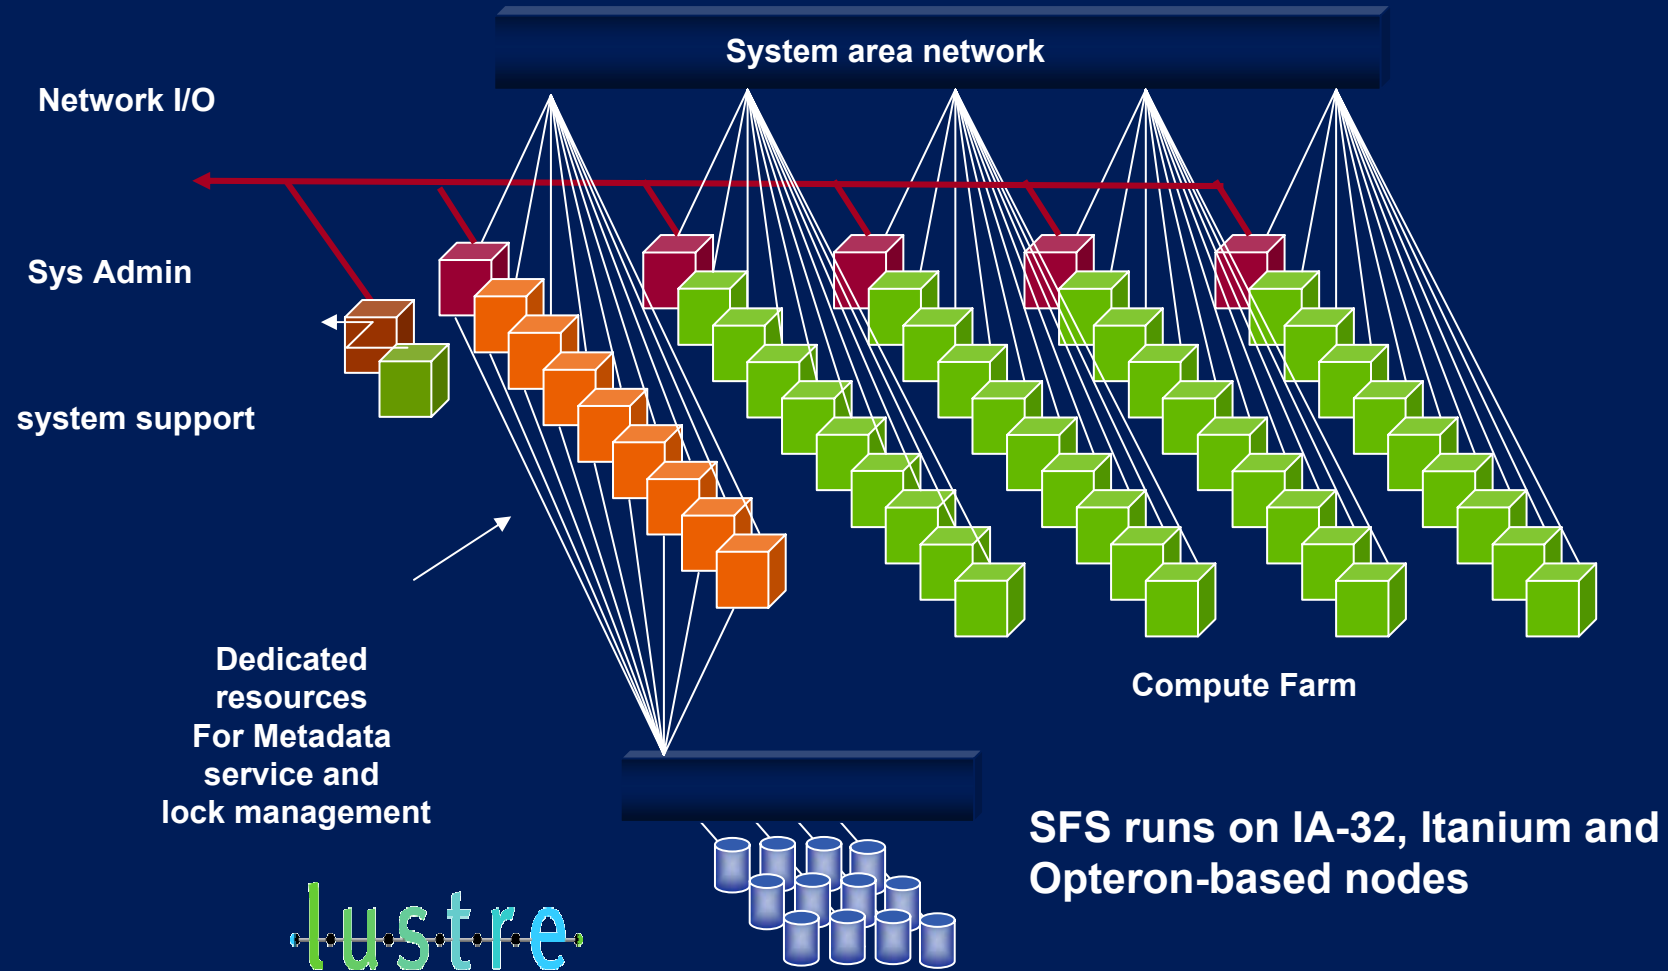 System area network
Network I/O
Sys Admin
system support
Dedicated
resources
For Metadata
service and
lock management
Compute Farm
SFS runs on IA-32, Itanium and
Opteron-based nodes
lustre